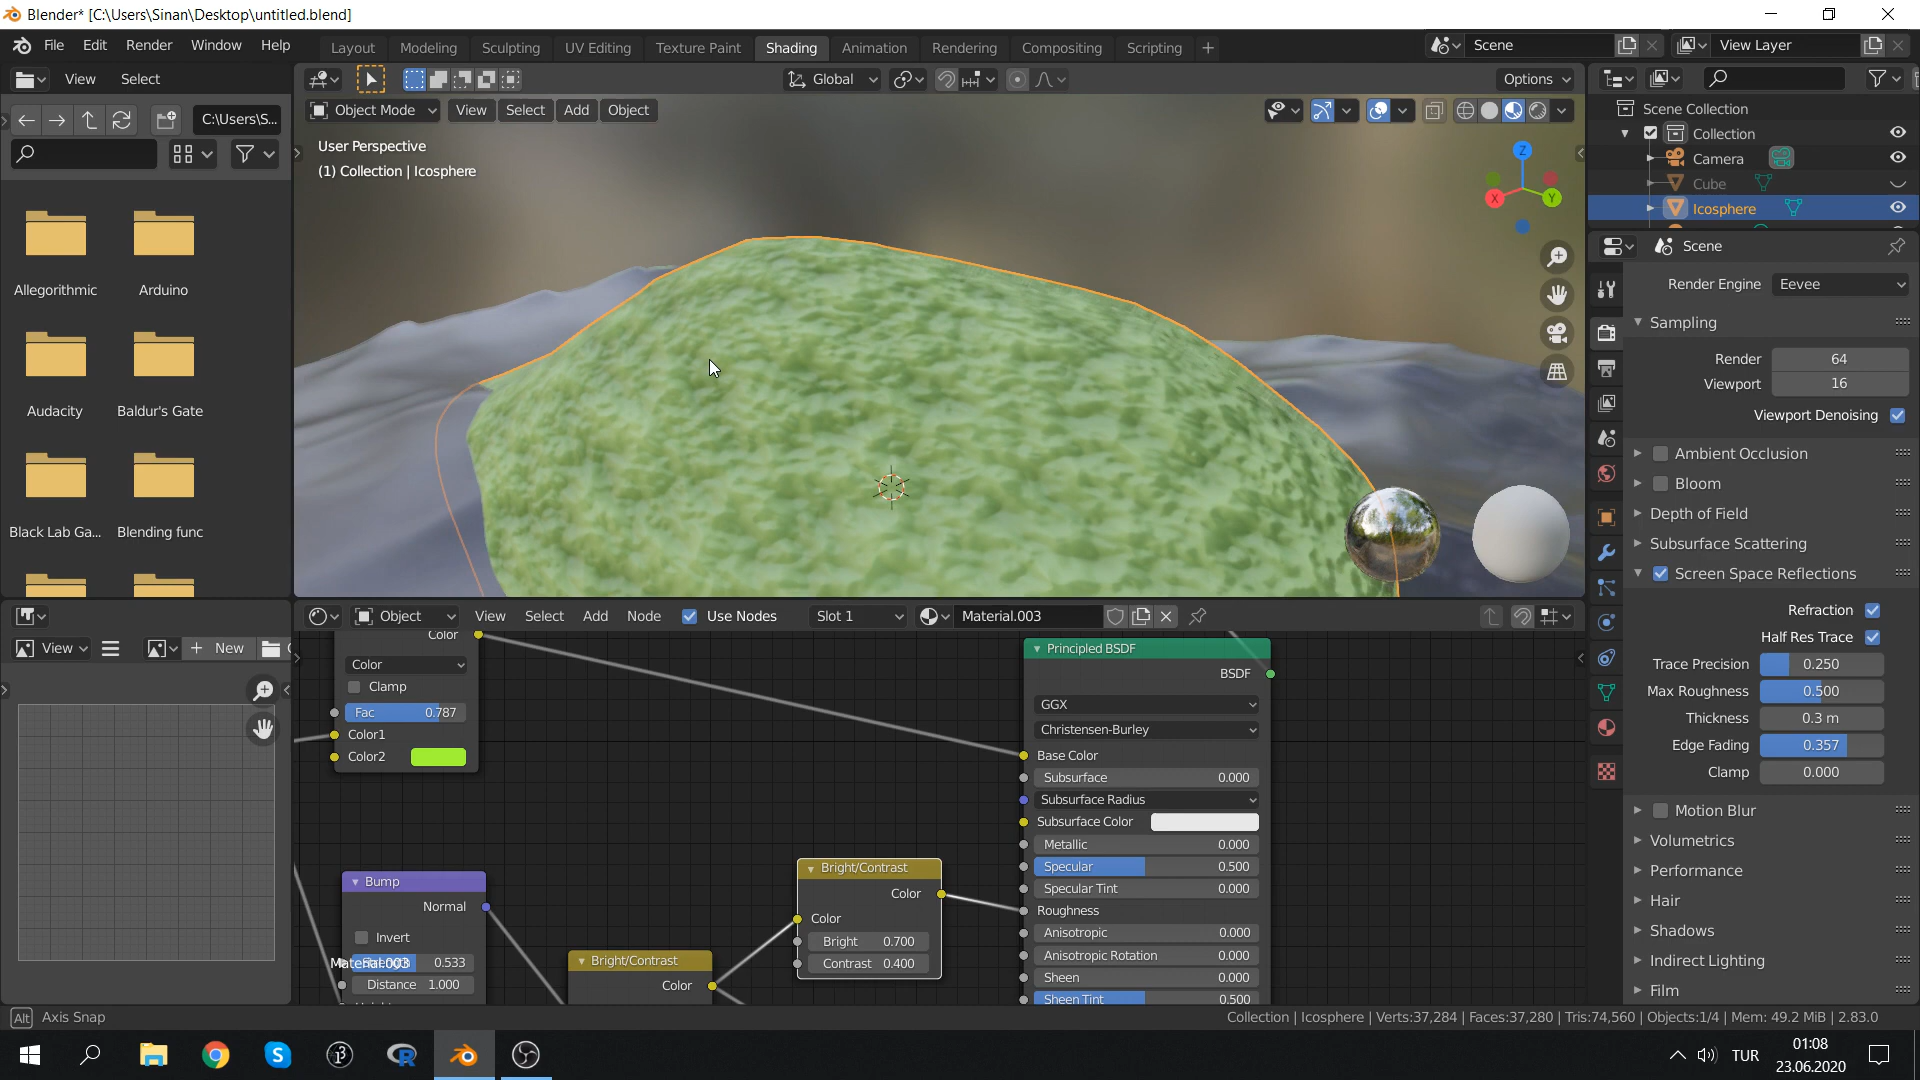 Blender* [C:\Users\Sinan\Desktop\untitled.blend]
File Edit Render Window Help
Layout Modeling Sculpting UV Editing Texture Paint Shading Animation Rendering Compositing Scripting +
Scene
View Layer
View Select
Global
Options
C:\Users\S...
Object Mode View Select Add Object
User Perspective
(1) Collection | Icosphere
Z
X
Y
Allegorithmic Arduino
Audacity Baldur's Gate
Black Lab Ga... Blending func
View
New
Scene Collection
Collection
Camera
Cube
Icosphere
Scene
Render Engine Eevee
Sampling
Render 64
Viewport 16
Viewport Denoising
Ambient Occlusion
Bloom
Depth of Field
Subsurface Scattering
Screen Space Reflections
Refraction
Half Res Trace
Trace Precision 0.250
Max Roughness 0.500
Thickness 0.3 m
Edge Fading 0.357
Clamp 0.000
Motion Blur
Volumetrics
Performance
Hair
Shadows
Indirect Lighting
Film
Object View Select Add Node Use Nodes Slot 1 Material.003
Color
Color
Clamp
Fac 0.787
Color1
Color2
Bump
Normal
Invert
0.533
Distance 1.000
Material.003
Bright/Contrast
Color
Bright/Contrast
Color
Color
Bright 0.700
Contrast 0.400
Principled BSDF
BSDF
GGX
Christensen-Burley
Base Color
Subsurface 0.000
Subsurface Radius
Subsurface Color
Metallic 0.000
Specular 0.500
Specular Tint 0.000
Roughness
Anisotropic 0.000
Anisotropic Rotation 0.000
Sheen 0.000
Sheen Tint 0.500
Alt Axis Snap
Collection | Icosphere | Verts:37,284 | Faces:37,280 | Tris:74,560 | Objects:1/4 | Mem: 49.2 MiB | 2.83.0
TUR
01:08
23.06.2020